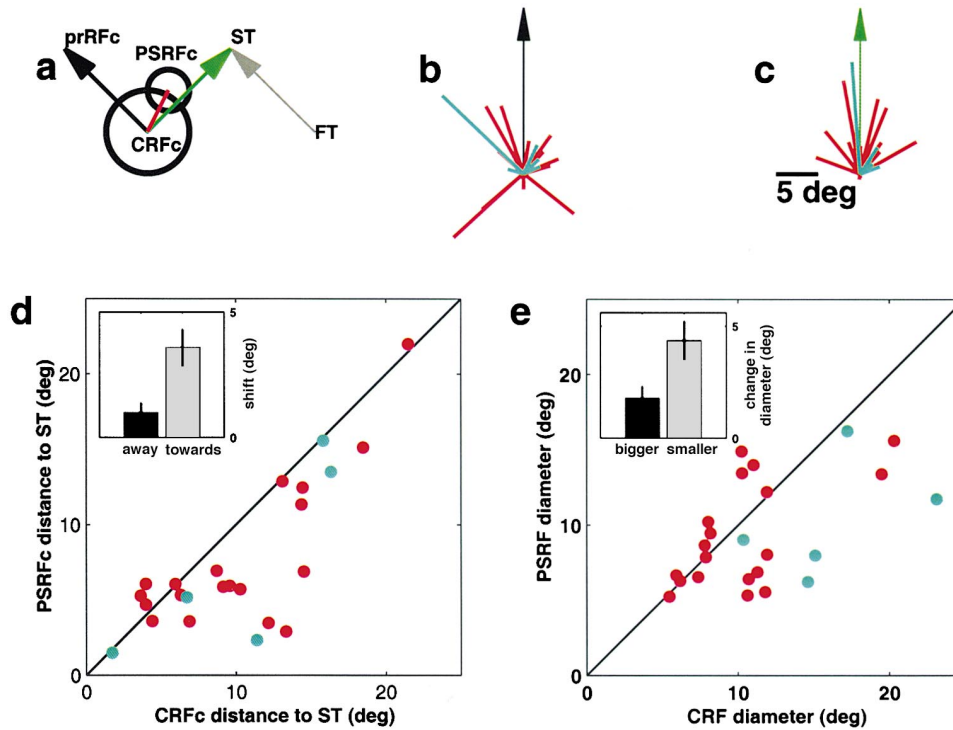 a
prRFc
PSRFc
ST
CRFc
FT
b
c
5 deg
d
PSRFc distance to ST (deg)
20
10
0
0
10
20
CRFc distance to ST (deg)
5
0
shift (deg)
away
towards
e
PSRF diameter (deg)
20
10
0
0
10
20
CRF diameter (deg)
5
0
change in
diameter (deg)
bigger
smaller